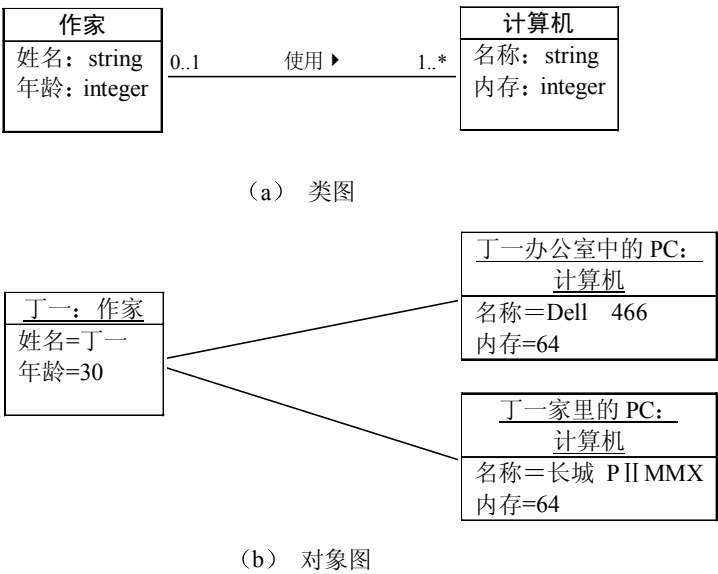 作家
姓名：string
年龄：integer
0..1 使用 1..*
计算机
名称：string
内存：integer
（a） 类图
丁一：作家
姓名=丁一
年龄=30
丁一办公室中的 PC：
计算机
名称＝Dell 466
内存=64
丁一家里的 PC：
计算机
名称＝长城 PⅡMMX
内存=64
（b） 对象图